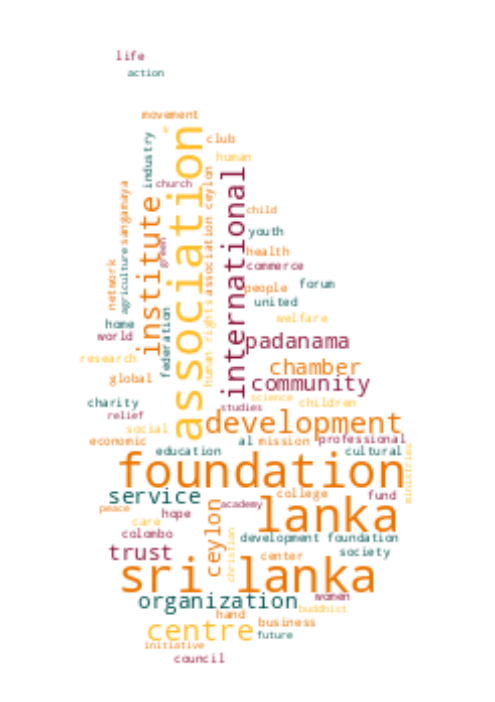 life
action
movement
club
industry
association
human
church
international
institute
sangamaya
child
association ceylon
youth
green
health
commerce
network
agriculture
people
forum
united
human rights
federation
home
welfare
world
padanama
research
chamber
global
community
science
charity
children
studies
relief
development
social
economic
al
mission
professional
education
cultural
foundation
ministries
service
college
fund
academy
peace
hope
lanka
care
ceylon
colombo
development foundation
christian
trust
center
society
sri lanka
organization
women
buddhist
hand
business
centre
future
initiative
council